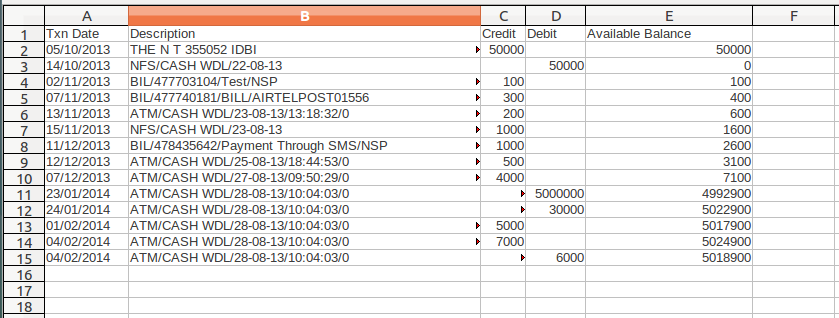 A B C D E F
1 Txn Date Description Credit Debit Available Balance
2 05/10/2013 THE N T 355052 IDBI 50000 50000
3 14/10/2013 NFS/CASH WDL/22-08-13 50000 0
4 02/11/2013 BIL/477703104/Test/NSP 100 100
5 07/11/2013 BIL/477740181/BILL/AIRTELPOST01556 300 400
6 13/11/2013 ATM/CASH WDL/23-08-13/13:18:32/0 200 600
7 15/11/2013 NFS/CASH WDL/23-08-13 1000 1600
8 11/12/2013 BIL/478435642/Payment Through SMS/NSP 1000 2600
9 12/12/2013 ATM/CASH WDL/25-08-13/18:44:53/0 500 3100
10 07/12/2013 ATM/CASH WDL/27-08-13/09:50:29/0 4000 7100
11 23/01/2014 ATM/CASH WDL/28-08-13/10:04:03/0 5000000 4992900
12 24/01/2014 ATM/CASH WDL/28-08-13/10:04:03/0 30000 5022900
13 01/02/2014 ATM/CASH WDL/28-08-13/10:04:03/0 5000 5017900
14 04/02/2014 ATM/CASH WDL/28-08-13/10:04:03/0 7000 5024900
15 04/02/2014 ATM/CASH WDL/28-08-13/10:04:03/0 6000 5018900
16
17
18